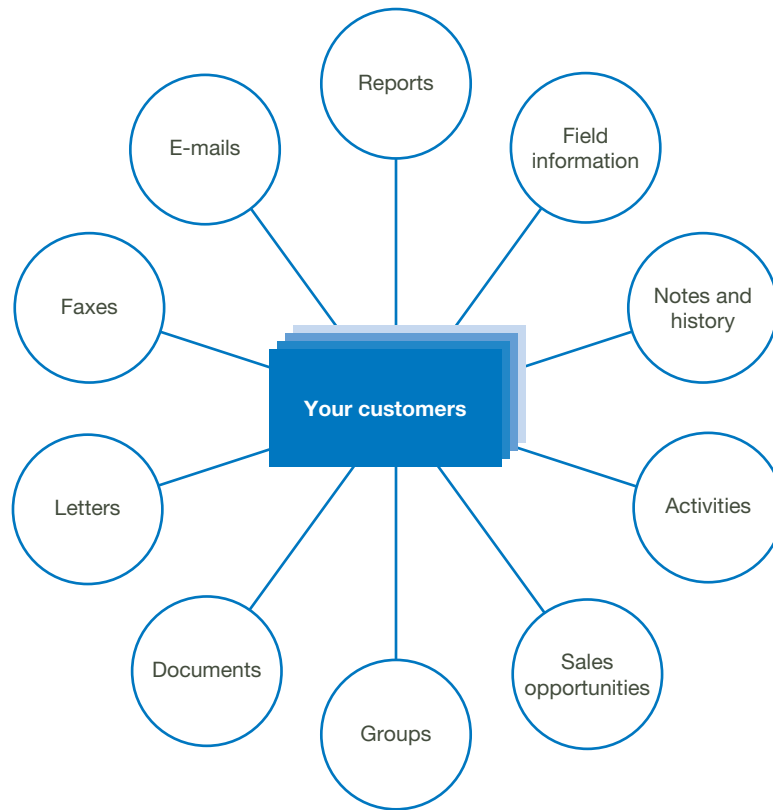 Reports
E-mails
Field
information
Faxes
Notes and
history
Your customers
Letters
Activities
Documents
Sales
opportunities
Groups